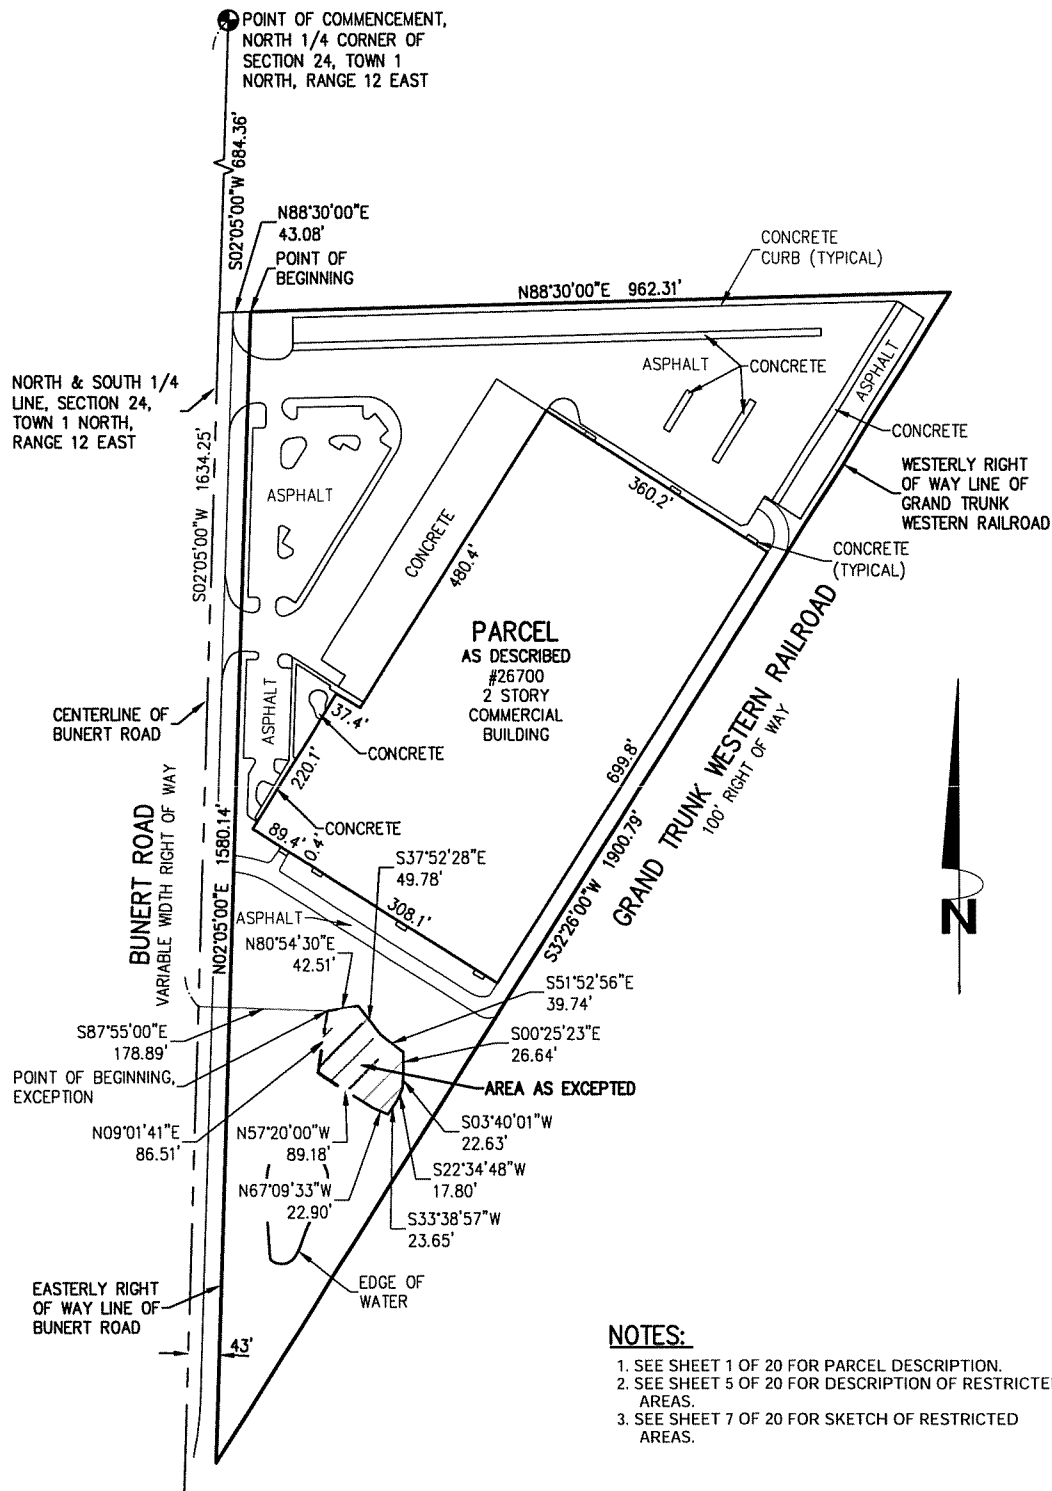 POINT OF COMMENCEMENT,
NORTH 1/4 CORNER OF
SECTION 24, TOWN 1
NORTH, RANGE 12 EAST
S02°05'00"W 684.36'
N88°30'00"E
43.08'
POINT OF
BEGINNING
CONCRETE
CURB (TYPICAL)
N88°30'00"E 962.31'
NORTH & SOUTH 1/4
LINE, SECTION 24,
TOWN 1 NORTH,
RANGE 12 EAST
S02°05'00"W 1634.25'
ASPHALT
ASPHALT
CONCRETE
ASPHALT
CONCRETE
WESTERLY RIGHT
OF WAY LINE OF
GRAND TRUNK
WESTERN RAILROAD
CONCRETE
(TYPICAL)
CONCRETE
480.4'
360.2'
PARCEL
AS DESCRIBED
#26700
2 STORY
COMMERCIAL
BUILDING
699.8'
CENTERLINE OF
BUNERT ROAD
ASPHALT
37.4'
CONCRETE
220.1'
CONCRETE
89.4'
0.4'
308.1'
BUNERT ROAD
VARIABLE WIDTH RIGHT OF WAY
N02°05'00"E 1580.14'
S32°26'00"W 1900.79'
GRAND TRUNK WESTERN RAILROAD
100' RIGHT OF WAY
S37°52'28"E
49.78'
ASPHALT
N80°54'30"E
42.51'
S51°52'56"E
39.74'
S87°55'00"E
178.89'
S00°25'23"E
26.64'
POINT OF BEGINNING,
EXCEPTION
AREA AS EXCEPTED
N09°01'41"E
86.51'
N57°20'00"W
89.18'
S03°40'01"W
22.63'
N67°09'33"W
22.90'
S22°34'48"W
17.80'
S33°38'57"W
23.65'
EDGE OF
WATER
EASTERLY RIGHT
OF WAY LINE OF
BUNERT ROAD
43'
N
NOTES:
1. SEE SHEET 1 OF 20 FOR PARCEL DESCRIPTION.
2. SEE SHEET 5 OF 20 FOR DESCRIPTION OF RESTRICTE
AREAS.
3. SEE SHEET 7 OF 20 FOR SKETCH OF RESTRICTED
AREAS.